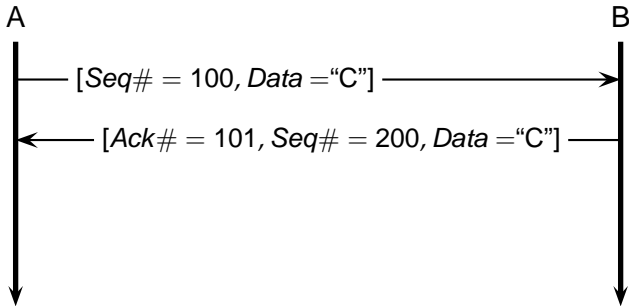 A B
[Seq# = 100, Data =“C”]
[Ack# = 101, Seq# = 200, Data =“C”]